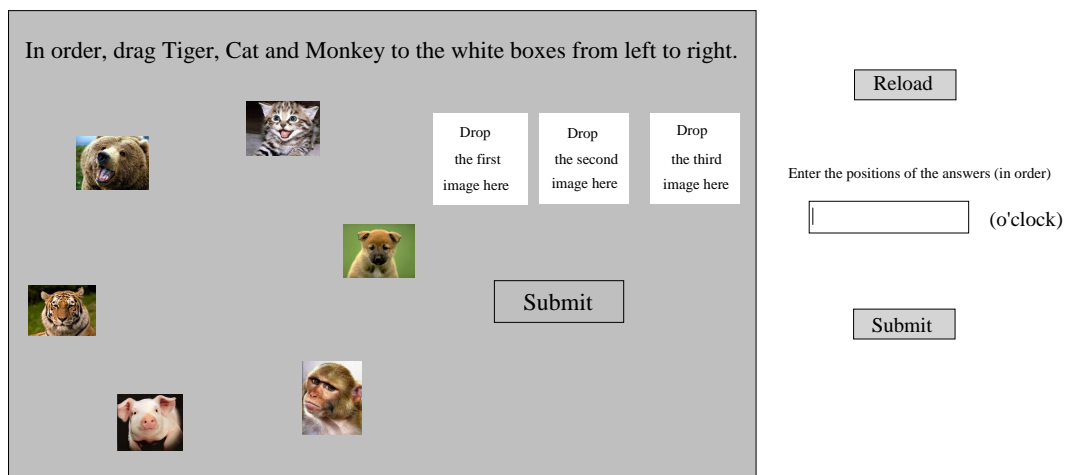 In order, drag Tiger, Cat and Monkey to the white boxes from left to right.
Drop
the first
image here
Drop
the second
image here
Drop
the third
image here
Submit
Reload
Enter the positions of the answers (in order)
(o'clock)
Submit